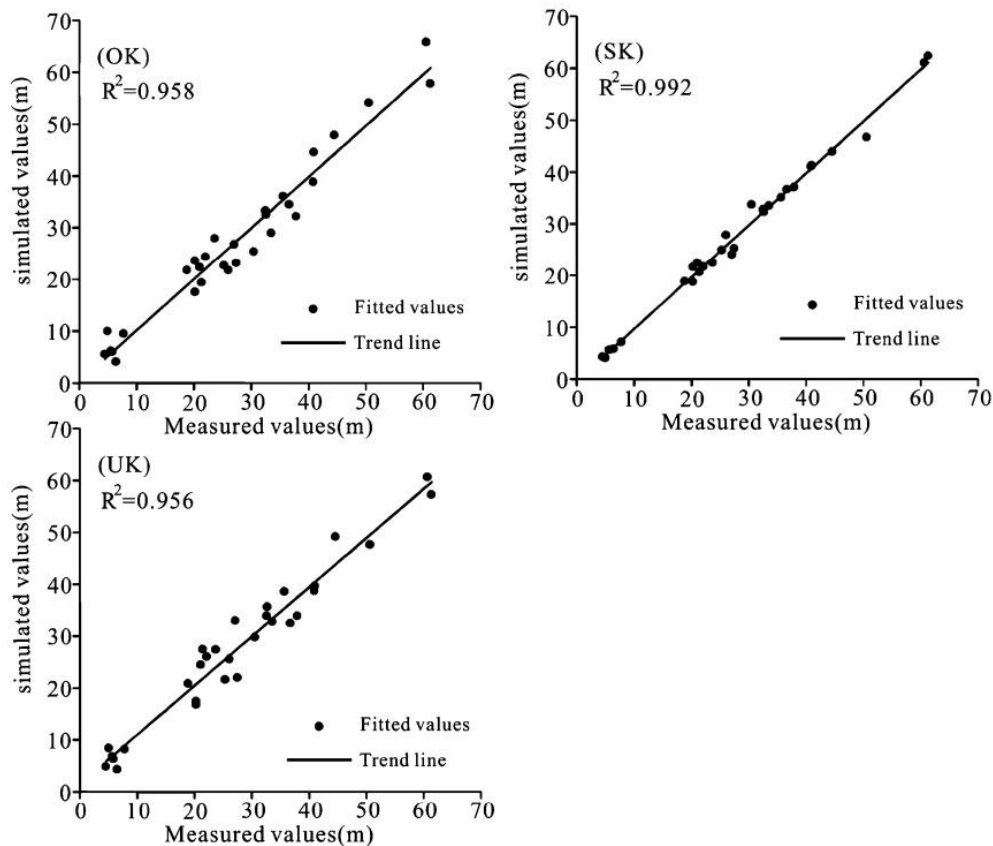 70
60
50
40
30
20
10
0
simulated values(m)
(OK)
R²=0.958
Fitted values
Trend line
0 10 20 30 40 50 60 70
Measured values(m)
70
60
50
40
30
20
10
0
simulated values(m)
(SK)
R²=0.992
Fitted values
Trend line
0 10 20 30 40 50 60 70
Measured values(m)
70
60
50
40
30
20
10
0
simulated values(m)
(UK)
R²=0.956
Fitted values
Trend line
0 10 20 30 40 50 60 70
Measured values(m)